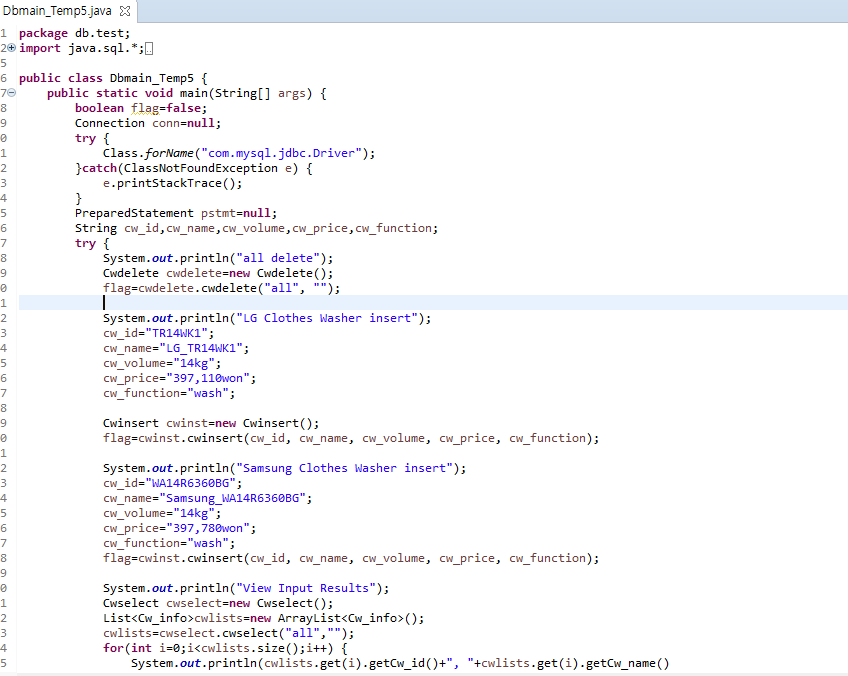 Dbmain_Temp5.java
1 package db.test;
2 import java.sql.*;
5
6 public class Dbmain_Temp5 {
7 public static void main(String[] args) {
8 boolean flag=false;
9 Connection conn=null;
0 try {
1 Class.forName("com.mysql.jdbc.Driver");
2 }catch(ClassNotFoundException e) {
3 e.printStackTrace();
4 }
5 PreparedStatement pstmt=null;
6 String cw_id,cw_name,cw_volume,cw_price,cw_function;
7 try {
8 System.out.println("all delete");
9 Cwdelete cwdelete=new Cwdelete();
0 flag=cwdelete.cwdelete("all", "");
1
2 System.out.println("LG Clothes Washer insert");
3 cw_id="TR14WK1";
4 cw_name="LG_TR14WK1";
5 cw_volume="14kg";
6 cw_price="397,110won";
7 cw_function="wash";
8
9 Cwinsert cwinst=new Cwinsert();
0 flag=cwinst.cwinsert(cw_id, cw_name, cw_volume, cw_price, cw_function);
1
2 System.out.println("Samsung Clothes Washer insert");
3 cw_id="WA14R6360BG";
4 cw_name="Samsung_WA14R6360BG";
5 cw_volume="14kg";
6 cw_price="397,780won";
7 cw_function="wash";
8 flag=cwinst.cwinsert(cw_id, cw_name, cw_volume, cw_price, cw_function);
9
0 System.out.println("View Input Results");
1 Cwselect cwselect=new Cwselect();
2 List<Cw_info>cwlists=new ArrayList<Cw_info>();
3 cwlists=cwselect.cwselect("all","");
4 for(int i=0;i<cwlists.size();i++) {
5 System.out.println(cwlists.get(i).getCw_id()+", "+cwlists.get(i).getCw_name()